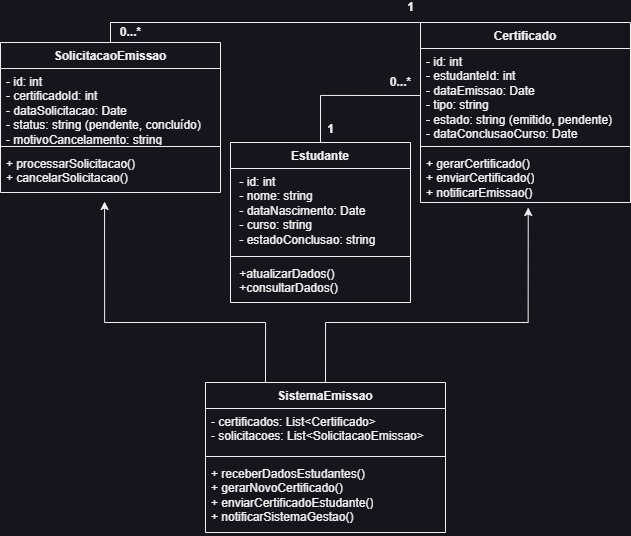 1
0...*
SolicitacaoEmissao
- id: int
- certificadoId: int
- dataSolicitacao: Date
- status: string (pendente, concluído)
- motivoCancelamento: string
+ processarSolicitacao()
+ cancelarSolicitacao()
Certificado
- id: int
- estudanteId: int
- dataEmissao: Date
- tipo: string
- estado: string (emitido, pendente)
- dataConclusaoCurso: Date
+ gerarCertificado()
+ enviarCertificado()
+ notificarEmissao()
0...*
1
Estudante
- id: int
- nome: string
- dataNascimento: Date
- curso: string
- estadoConclusao: string
+atualizarDados()
+consultarDados()
SistemaEmissao
- certificados: List<Certificado>
- solicitacoes: List<SolicitacaoEmissao>
+ receberDadosEstudantes()
+ gerarNovoCertificado()
+ enviarCertificadoEstudante()
+ notificarSistemaGestao()